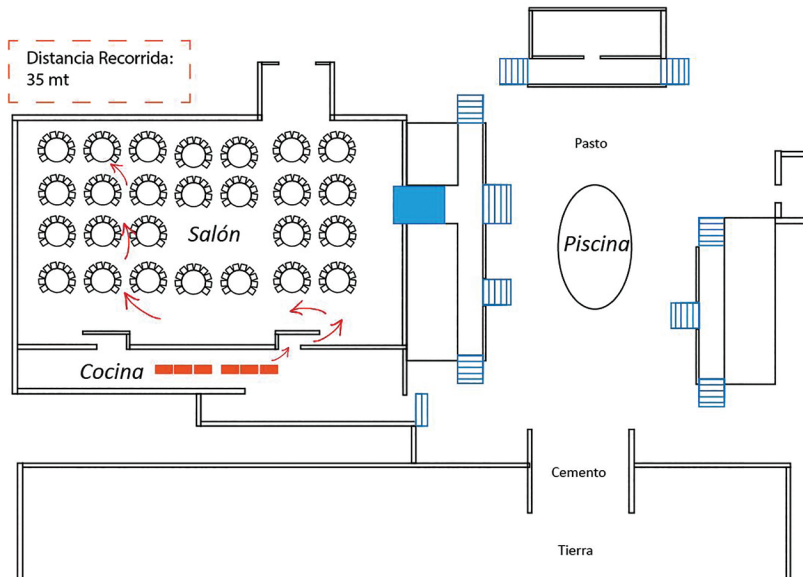 Distancia Recorrida:
35 mt
Pasto
Salón
Piscina
Cocina
Cemento
Tierra